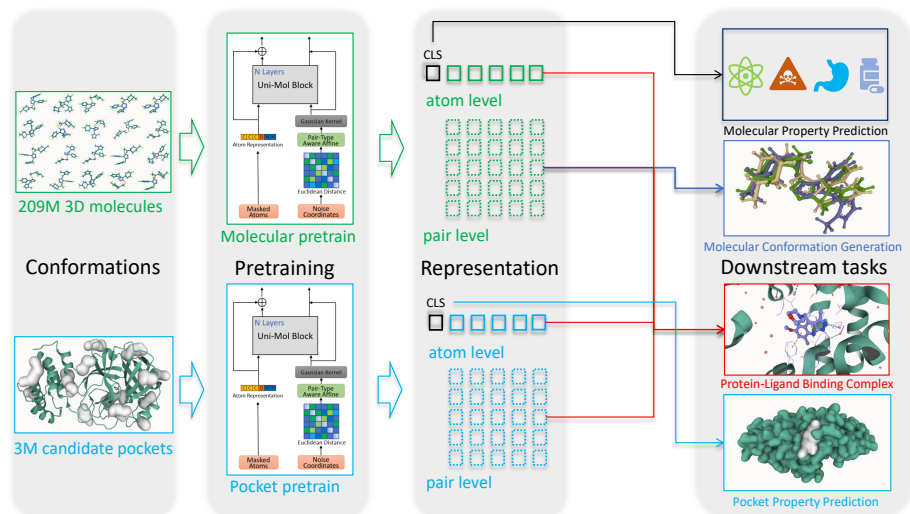 209M 3D molecules
Conformations
3M candidate pockets
N Layers
Uni-Mol Block
Gaussian Kernel
C C C O
Atom Representation
Pair-Type
Aware Affine
Euclidean Distance
Masked
Atoms
Noise
Coordinates
Molecular pretrain
Pretraining
N Layers
Uni-Mol Block
Gaussian Kernel
Atom Representation
Pair-Type
Aware Affine
Euclidean Distance
Masked
Atoms
Noise
Coordinates
Pocket pretrain
CLS
atom level
pair level
Representation
CLS
atom level
pair level
Molecular Property Prediction
Molecular Conformation Generation
Downstream tasks
Protein-Ligand Binding Complex
Pocket Property Prediction